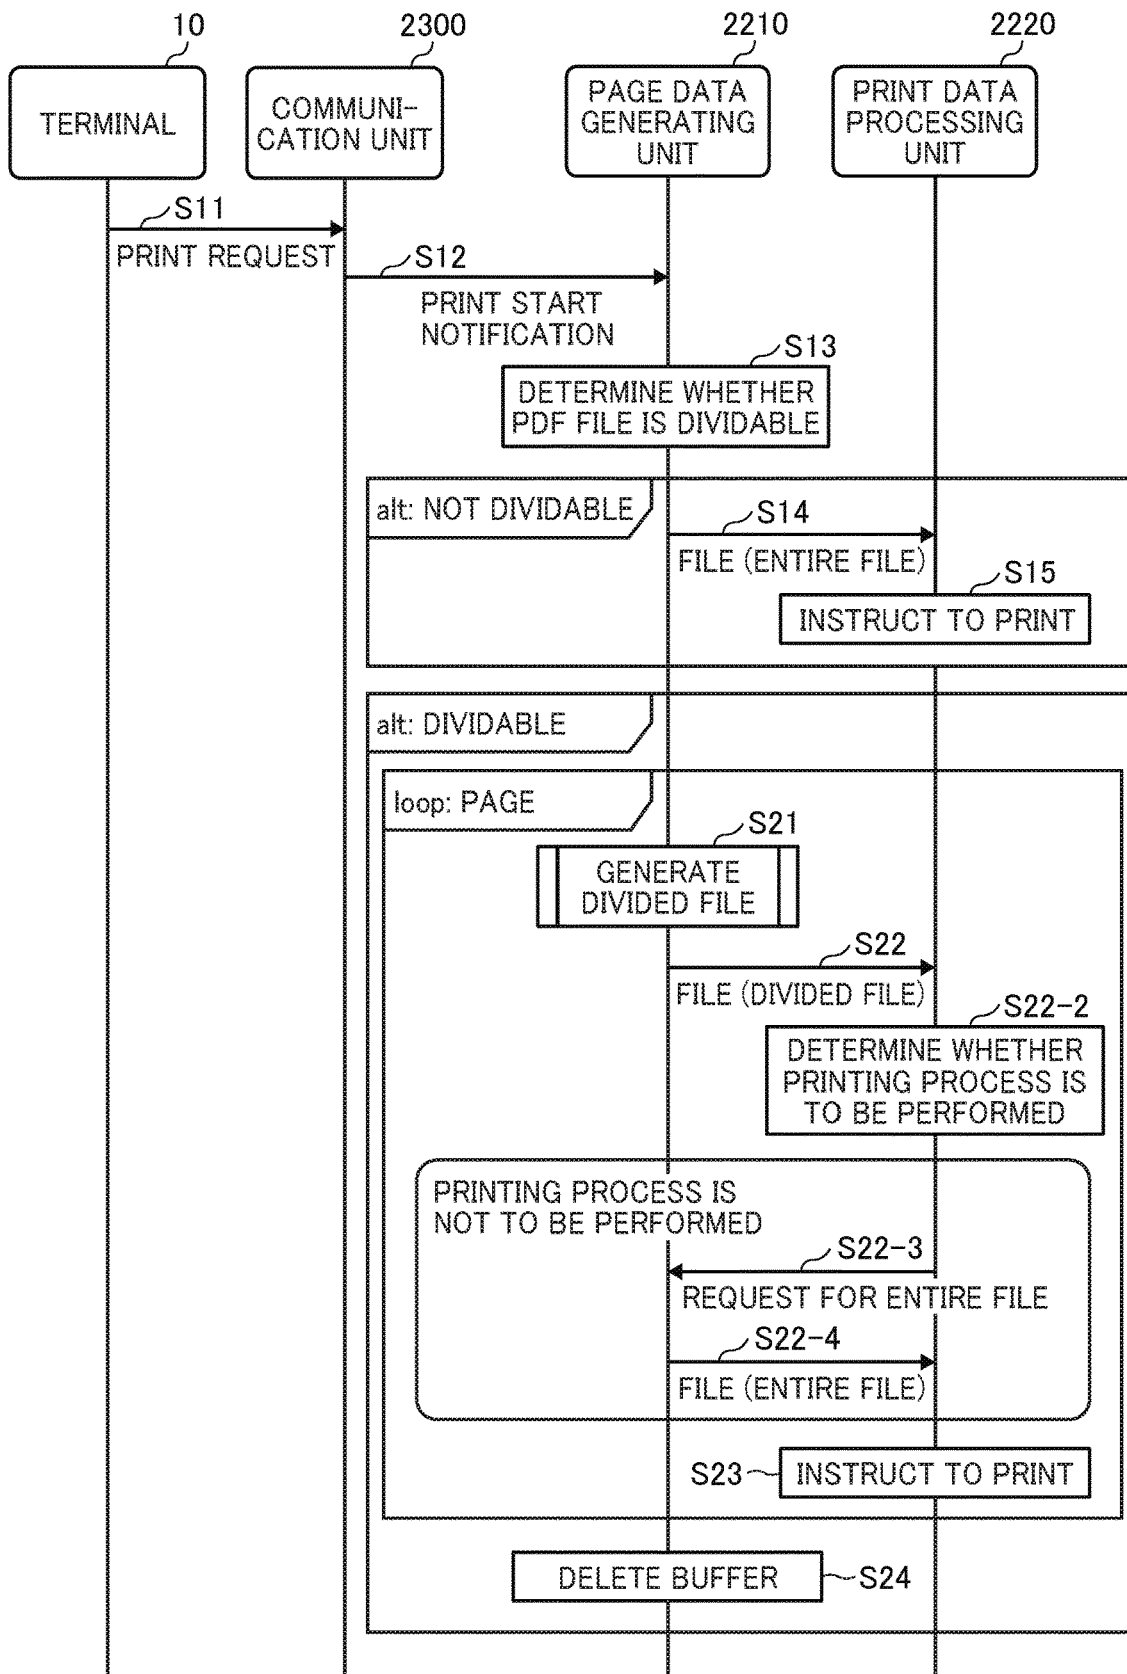 10
2300
2210
2220
TERMINAL
COMMUNI-
CATION UNIT
PAGE DATA
GENERATING
UNIT
PRINT DATA
PROCESSING
UNIT
S11
PRINT REQUEST
S12
PRINT START
NOTIFICATION
S13
DETERMINE WHETHER
PDF FILE IS DIVIDABLE
alt: NOT DIVIDABLE
S14
FILE (ENTIRE FILE)
S15
INSTRUCT TO PRINT
alt: DIVIDABLE
loop: PAGE
S21
GENERATE
DIVIDED FILE
S22
FILE (DIVIDED FILE)
S22-2
DETERMINE WHETHER
PRINTING PROCESS IS
TO BE PERFORMED
PRINTING PROCESS IS
NOT TO BE PERFORMED
S22-3
REQUEST FOR ENTIRE FILE
S22-4
FILE (ENTIRE FILE)
S23
INSTRUCT TO PRINT
DELETE BUFFER
S24